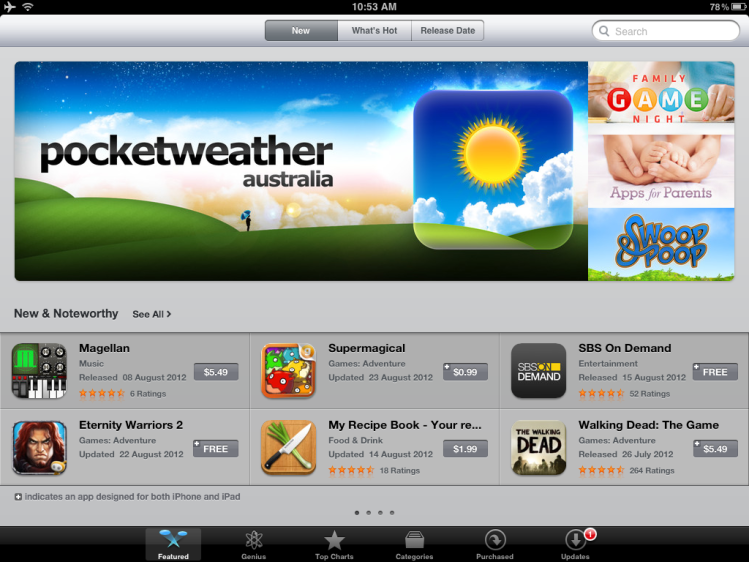 10:53 AM
78%
New
What's Hot
Release Date
Search
pocketweather
australia
FAMILY
GAME
NIGHT
Apps for Parents
SWOOP
& POOP
New & Noteworthy
See All >
Magellan
Music
Released 08 August 2012
6 Ratings
$5.49
Supermagical
Games: Adventure
Updated 23 August 2012
+ $0.99
SBS On Demand
Entertainment
Released 15 August 2012
52 Ratings
+ FREE
SBS ON
DEMAND
Eternity Warriors 2
Games: Adventure
Updated 22 August 2012
+ FREE
My Recipe Book - Your re...
Food & Drink
Updated 14 August 2012
18 Ratings
$1.99
THE WALKING
DEAD
Walking Dead: The Game
Games: Adventure
Released 26 July 2012
264 Ratings
+ $5.49
+ indicates an app designed for both iPhone and iPad
Featured
Genius
Top Charts
Categories
Purchased
Updates
1